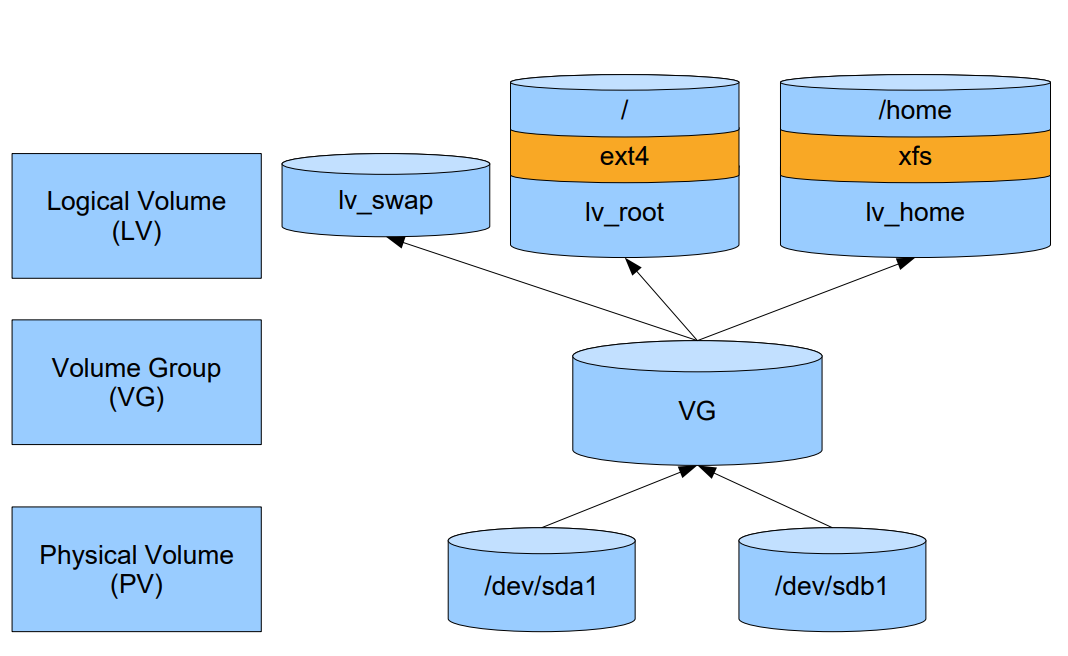 /
/home
ext4
xfs
Logical Volume
(LV)
lv_swap
lv_root
lv_home
Volume Group
(VG)
VG
Physical Volume
(PV)
/dev/sda1
/dev/sdb1